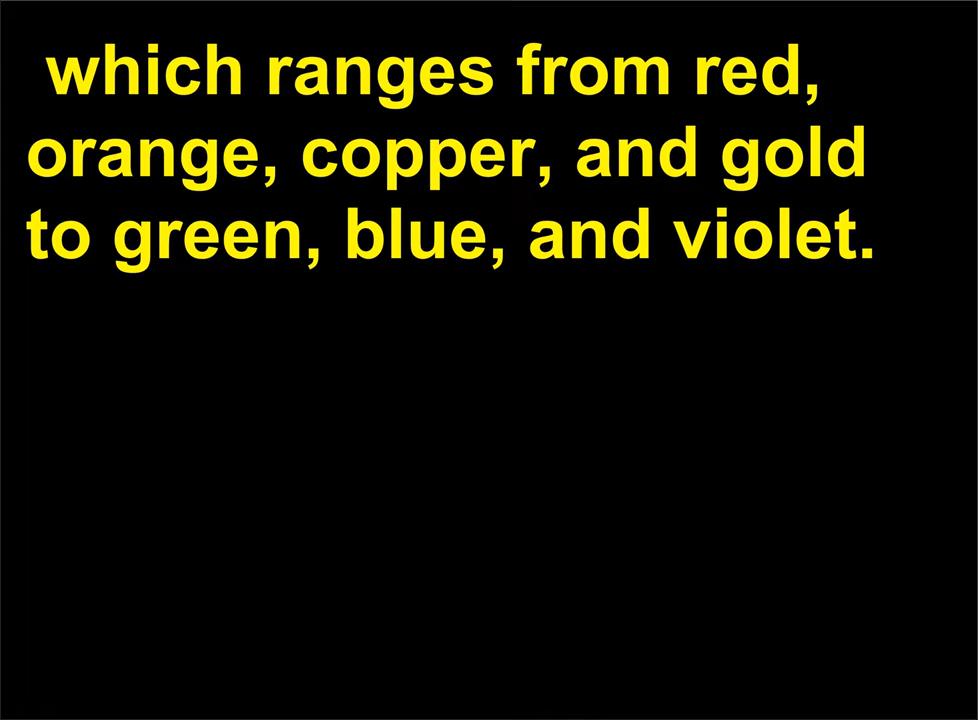 which ranges from red,
orange, copper, and gold
to green, blue, and violet.